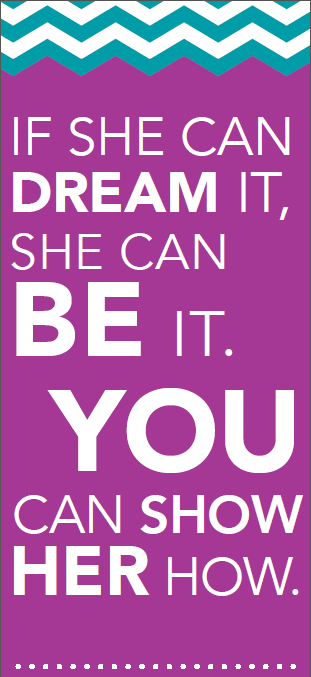 IF SHE CAN
DREAM IT,
SHE CAN
BE IT.
YOU
CAN SHOW
HER HOW.